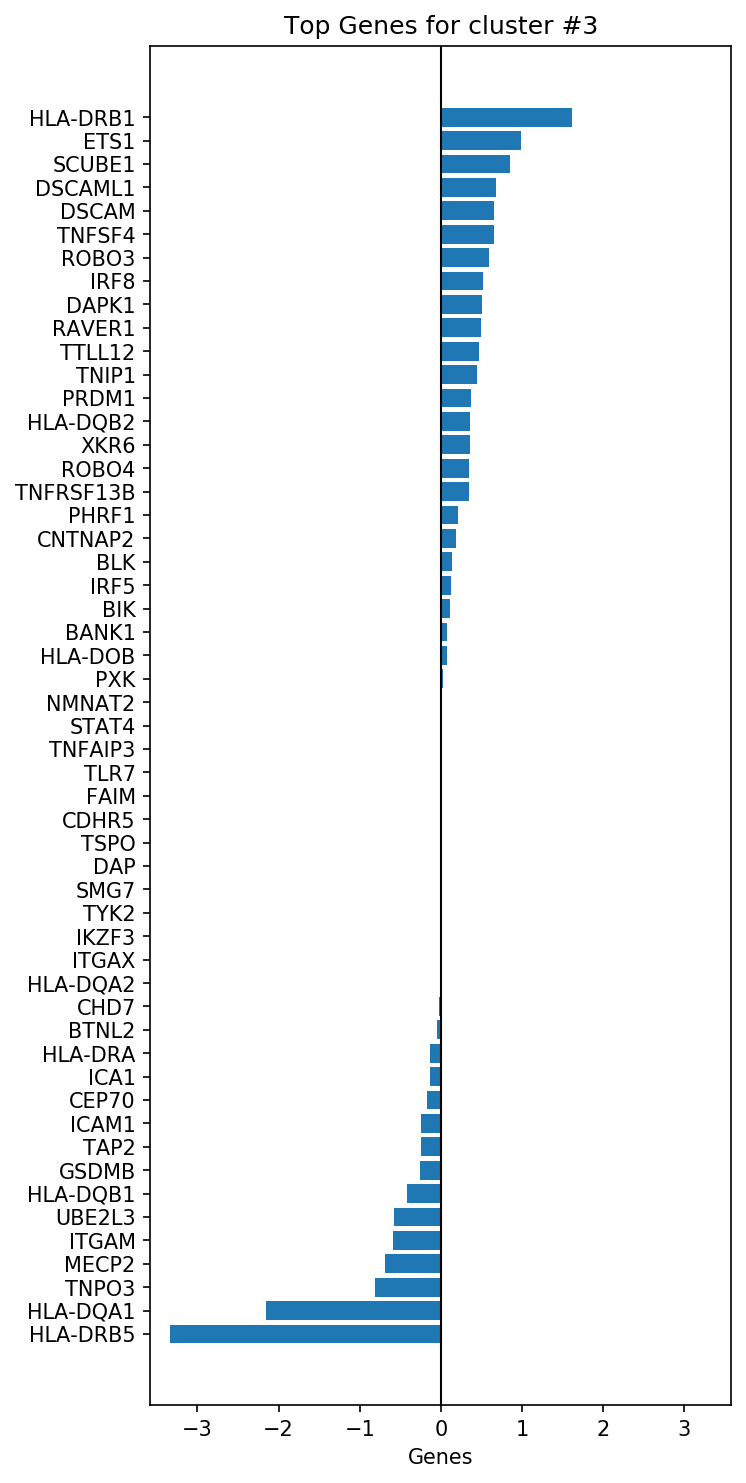 Top Genes for cluster #3
HLA-DRB1
ETS1
SCUBE1
DSCAML1
DSCAM
TNFSF4
ROBO3
IRF8
DAPK1
RAVER1
TTLL12
TNIP1
PRDM1
HLA-DQB2
XKR6
ROBO4
TNFRSF13B
PHRF1
CNTNAP2
BLK
IRF5
BIK
BANK1
HLA-DOB
PXK
NMNAT2
STAT4
TNFAIP3
TLR7
FAIM
CDHR5
TSPO
DAP
SMG7
TYK2
IKZF3
ITGAX
HLA-DQA2
CHD7
BTNL2
HLA-DRA
ICA1
CEP70
ICAM1
TAP2
GSDMB
HLA-DQB1
UBE2L3
ITGAM
MECP2
TNPO3
HLA-DQA1
HLA-DRB5
−3 −2 −1 0 1 2 3
Genes